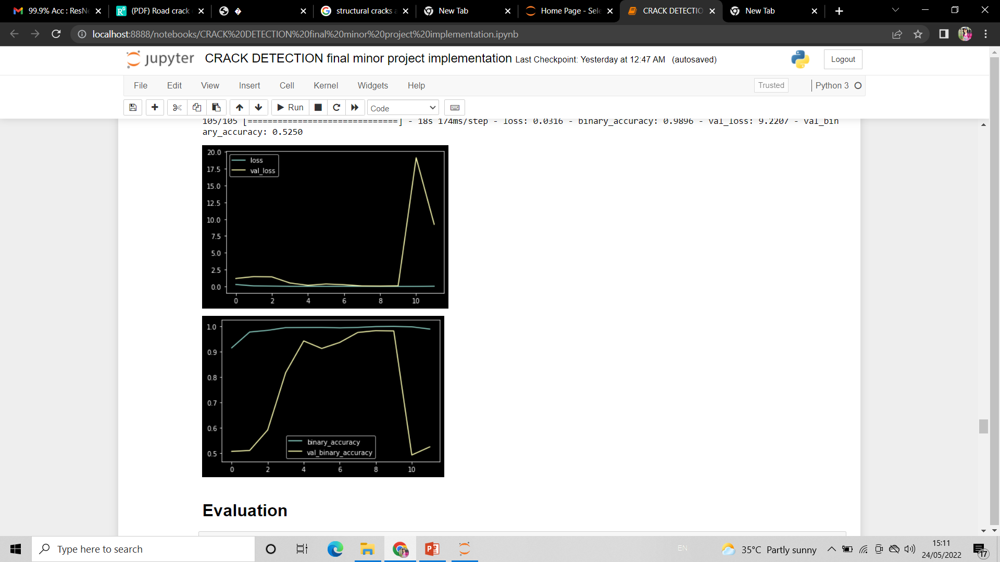 99.9% Acc : ResNe
(PDF) Road crack
structural cracks a
New Tab
Home Page - Sele
CRACK DETECTIO
New Tab
localhost:8888/notebooks/CRACK%20DETECTION%20final%20minor%20project%20implementation.ipynb
jupyter CRACK DETECTION final minor project implementation Last Checkpoint: Yesterday at 12:47 AM (autosaved)
Logout
File Edit View Insert Cell Kernel Widgets Help
Trusted
Python 3
Run
Code
105/105 [==============================] - 18s 174ms/step - loss: 0.0316 - binary_accuracy: 0.9896 - val_loss: 9.2207 - val_bin
ary_accuracy: 0.5250
20.0
17.5
15.0
12.5
10.0
7.5
5.0
2.5
0.0
loss
val_loss
0 2 4 6 8 10
1.0
0.9
0.8
0.7
0.6
0.5
binary_accuracy
val_binary_accuracy
0 2 4 6 8 10
Evaluation
Type here to search
EN
35°C Partly sunny
15:11
24/05/2022
17